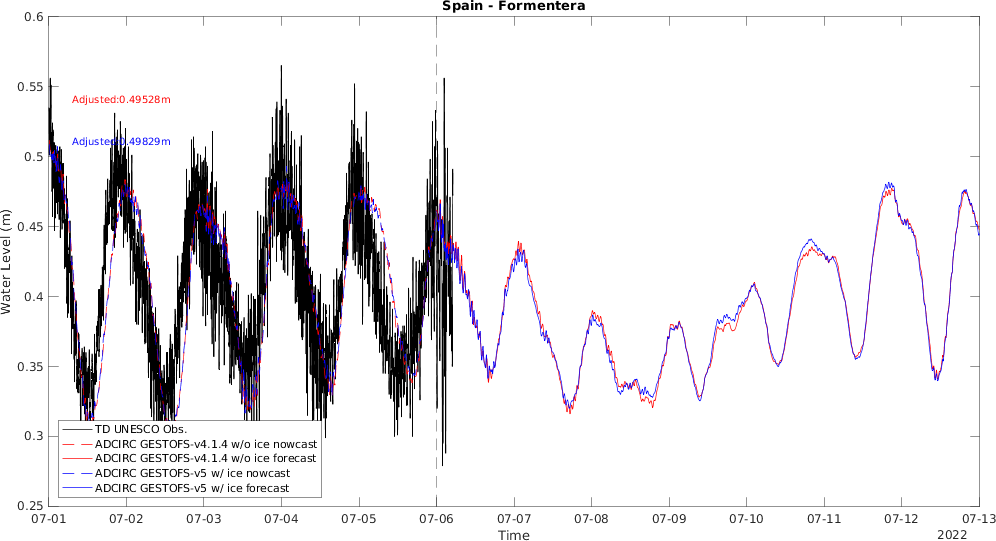 Spain - Formentera
0.6
0.55
0.5
0.45
0.4
0.35
0.3
0.25
Water Level (m)
Adjusted:0.49528m
Adjusted:0.49829m
TD UNESCO Obs.
ADCIRC GESTOFS-v4.1.4 w/o ice nowcast
ADCIRC GESTOFS-v4.1.4 w/o ice forecast
ADCIRC GESTOFS-v5 w/ ice nowcast
ADCIRC GESTOFS-v5 w/ ice forecast
07-01 07-02 07-03 07-04 07-05 07-06 07-07 07-08 07-09 07-10 07-11 07-12 07-13
Time
2022